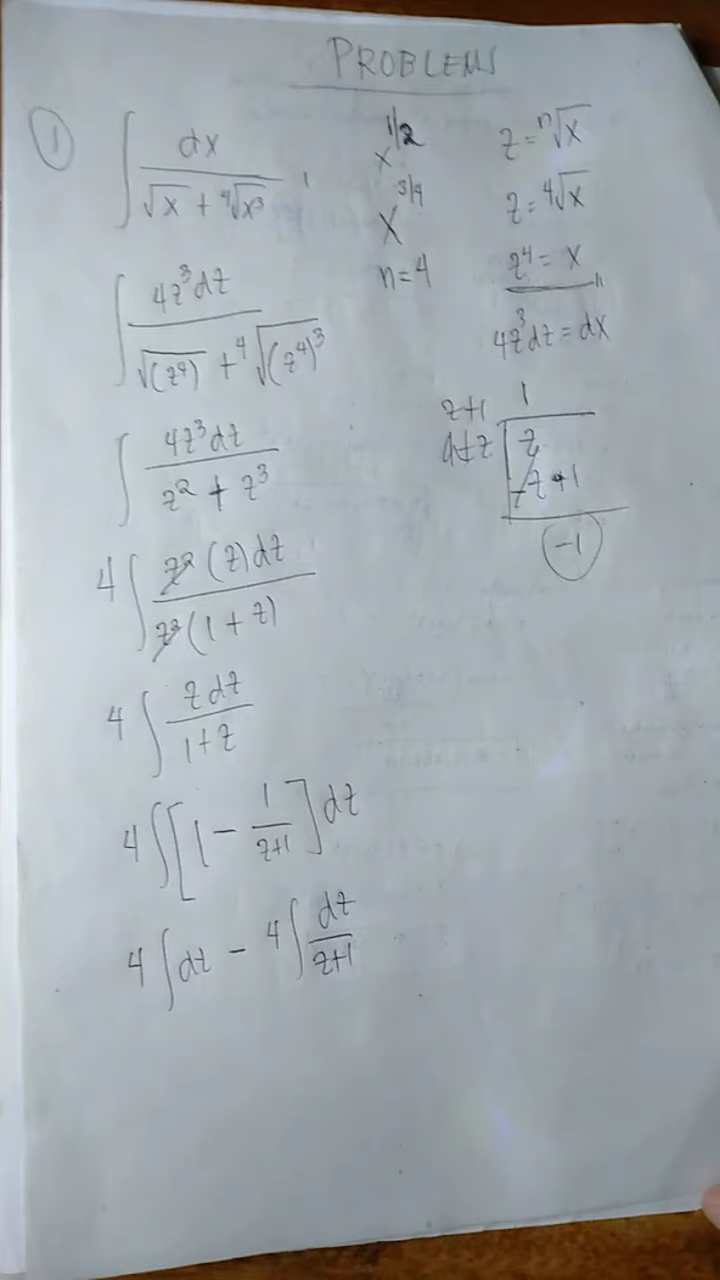 PROBLEMS
① ∫ dx / (√x + ⁴√x³)
x^1/2
x^3/4
n=4
z = ⁿ√x
z = ⁴√x
z⁴ = x
4z³dz = dx
∫ 4z³dz / (√(z⁴) + ⁴√(z⁴)³)
∫ 4z³dz / (z² + z³)
z+1
1
z
-z+1
-1
4∫ z²(z)dz / z²(1+z)
4∫ zdz / (1+z)
4∫[1 - 1/(z+1)]dz
4∫dz - 4∫ dz/(z+1)